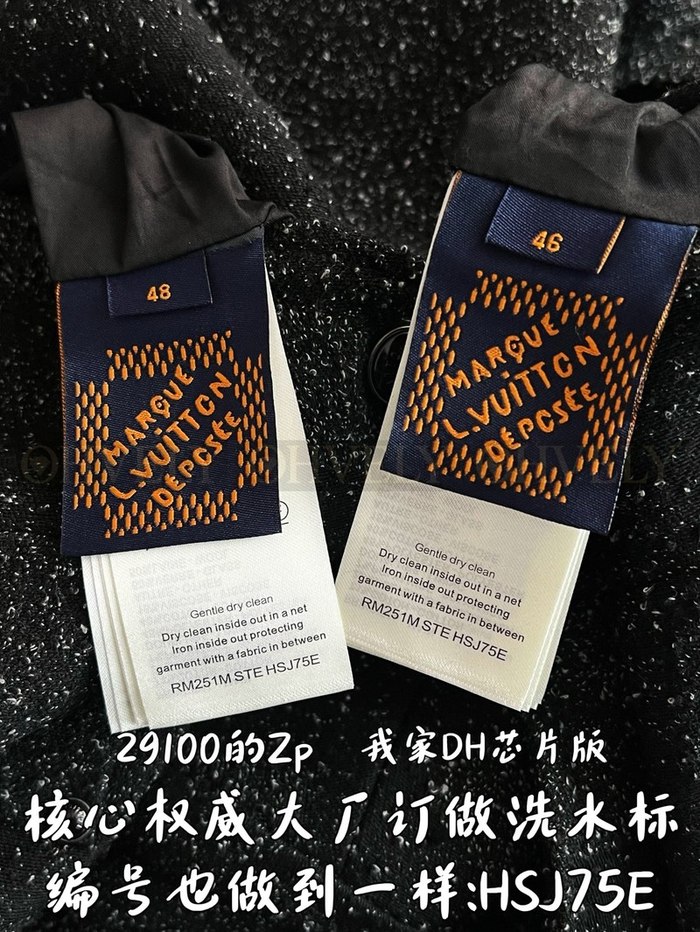 48
MARQUE
L.VUITTON
DEPOSÉE
Gentle dry clean
Dry clean inside out in a net
Iron inside out protecting
garment with a fabric in between
RM251M STE HSJ75E
46
MARQUE
L.VUITTON
DEPOSÉE
Gentle dry clean
Dry clean inside out in a net
Iron inside out protecting
garment with a fabric in between
RM251M STE HSJ75E
29100的Zp 我家DH芯片版
核心权威大厂订做洗水标
编号也做到一样:HSJ75E